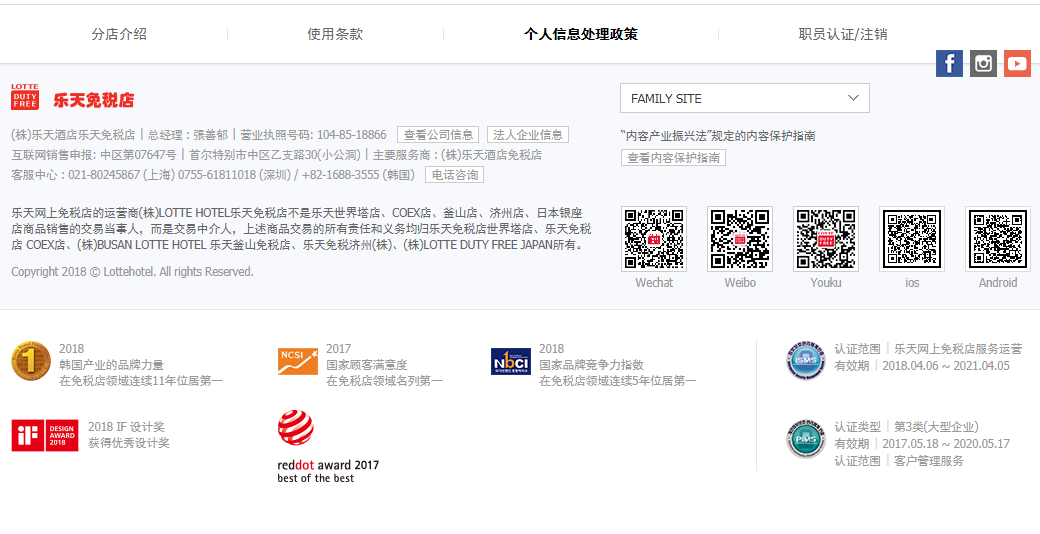 分店介绍
使用条款
个人信息处理政策
职员认证/注销
LOTTE
DUTY
FREE
乐天免税店
FAMILY SITE
(株)乐天酒店乐天免税店 | 总经理 : 張善郁 | 营业执照号码: 104-85-18866 查看公司信息 法人企业信息
互联网销售申报: 中区第07647号 | 首尔特别市中区乙支路30(小公洞) | 主要服务商 : (株)乐天酒店免税店
客服中心 : 021-80245867 (上海) 0755-61811018 (深圳) / +82-1688-3555 (韩国) 电话咨询
“内容产业振兴法”规定的内容保护指南
查看内容保护指南
乐天网上免税店的运营商(株)LOTTE HOTEL乐天免税店不是乐天世界塔店、COEX店、釜山店、济州店、日本银座
店商品销售的交易当事人，而是交易中介人，上述商品交易的所有责任和义务均归乐天免税店世界塔店、乐天免税
店 COEX店、(株)BUSAN LOTTE HOTEL 乐天釜山免税店、乐天免税济州(株)、(株)LOTTE DUTY FREE JAPAN所有。
Copyright 2018 © Lottehotel. All rights Reserved.
Wechat
Weibo
Youku
ios
Android
1
2018
韩国产业的品牌力量
在免税店领域连续11年位居第一
NCSI
2017
国家顾客满意度
在免税店领域名列第一
NBCI
2018
国家品牌竞争力指数
在免税店领域连续5年位居第一
ISMS
认证范围 | 乐天网上免税店服务运营
有效期 | 2018.04.06 ~ 2021.04.05
iF
DESIGN
AWARD
2018
2018 IF 设计奖
获得优秀设计奖
reddot award 2017
best of the best
PIMS
认证类型 | 第3类(大型企业)
有效期 | 2017.05.18 ~ 2020.05.17
认证范围 | 客户管理服务